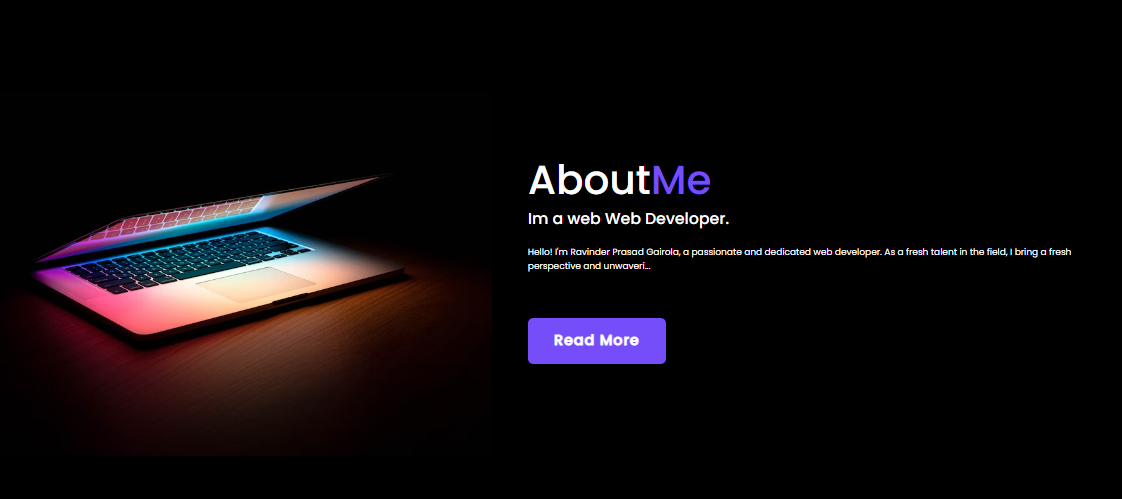 AboutMe
Im a web Web Developer.
Hello! I'm Ravinder Prasad Gairola, a passionate and dedicated web developer. As a fresh talent in the field, I bring a fresh
perspective and unwaveri...
Read More